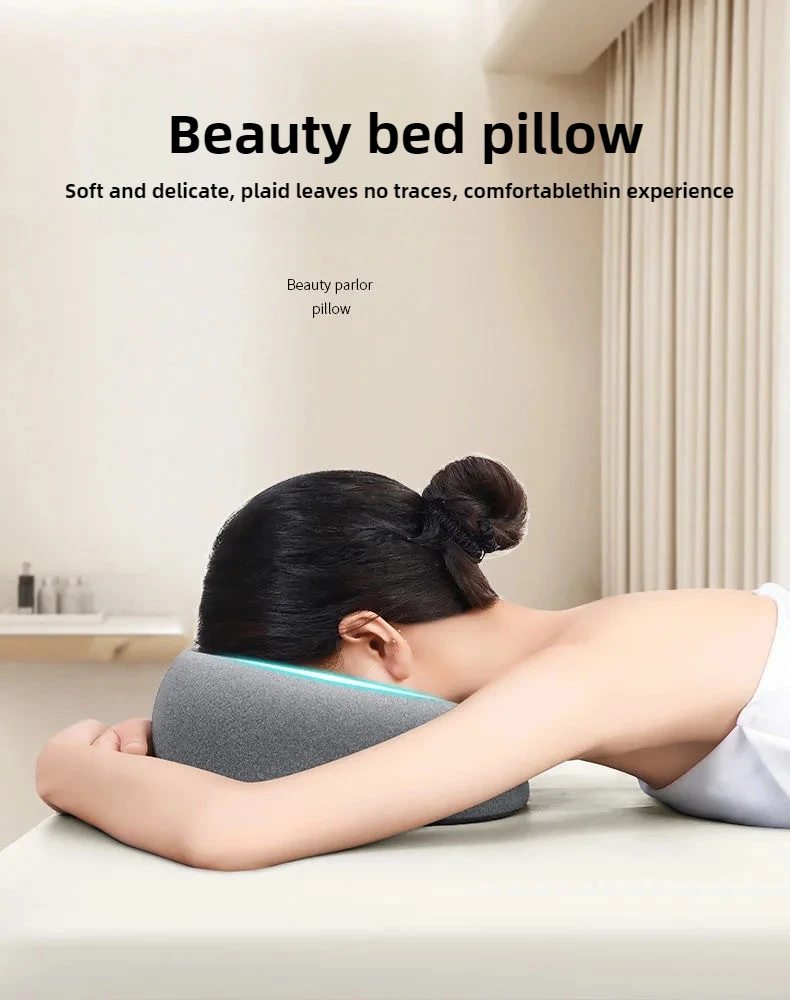 Beauty bed pillow
Soft and delicate, plaid leaves no traces, comfortablethin experience
Beauty parlor
pillow